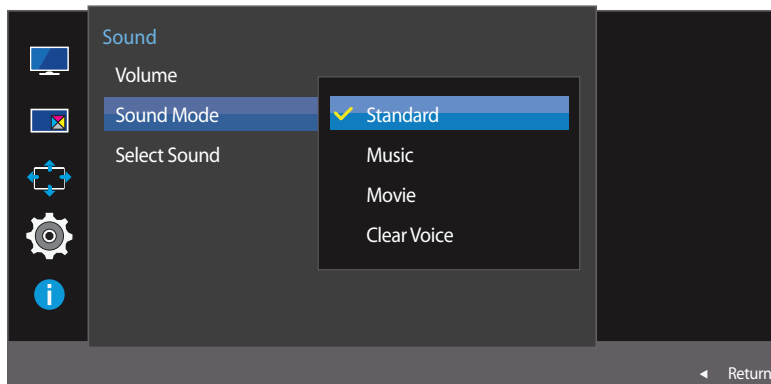 Sound
Volume
Sound Mode
Select Sound
Standard
Music
Movie
Clear Voice
Return